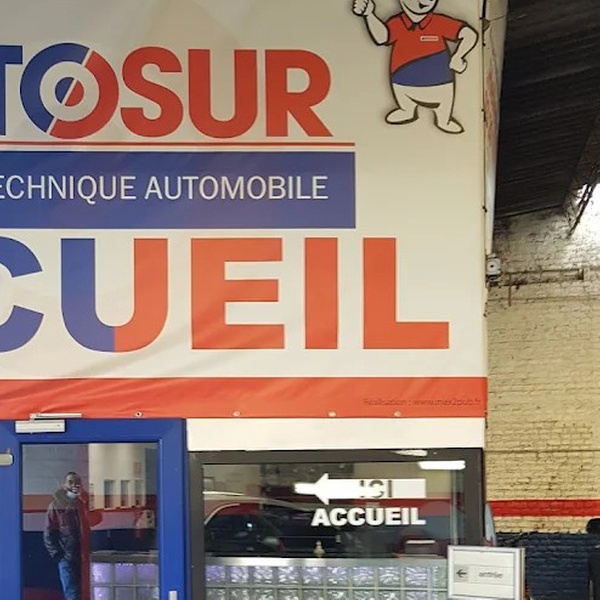 TOSUR
ECHNIQUE AUTOMOBILE
CUEIL
Réalisation : www.max2pub.fr
ICI
ACCUEIL
entrée